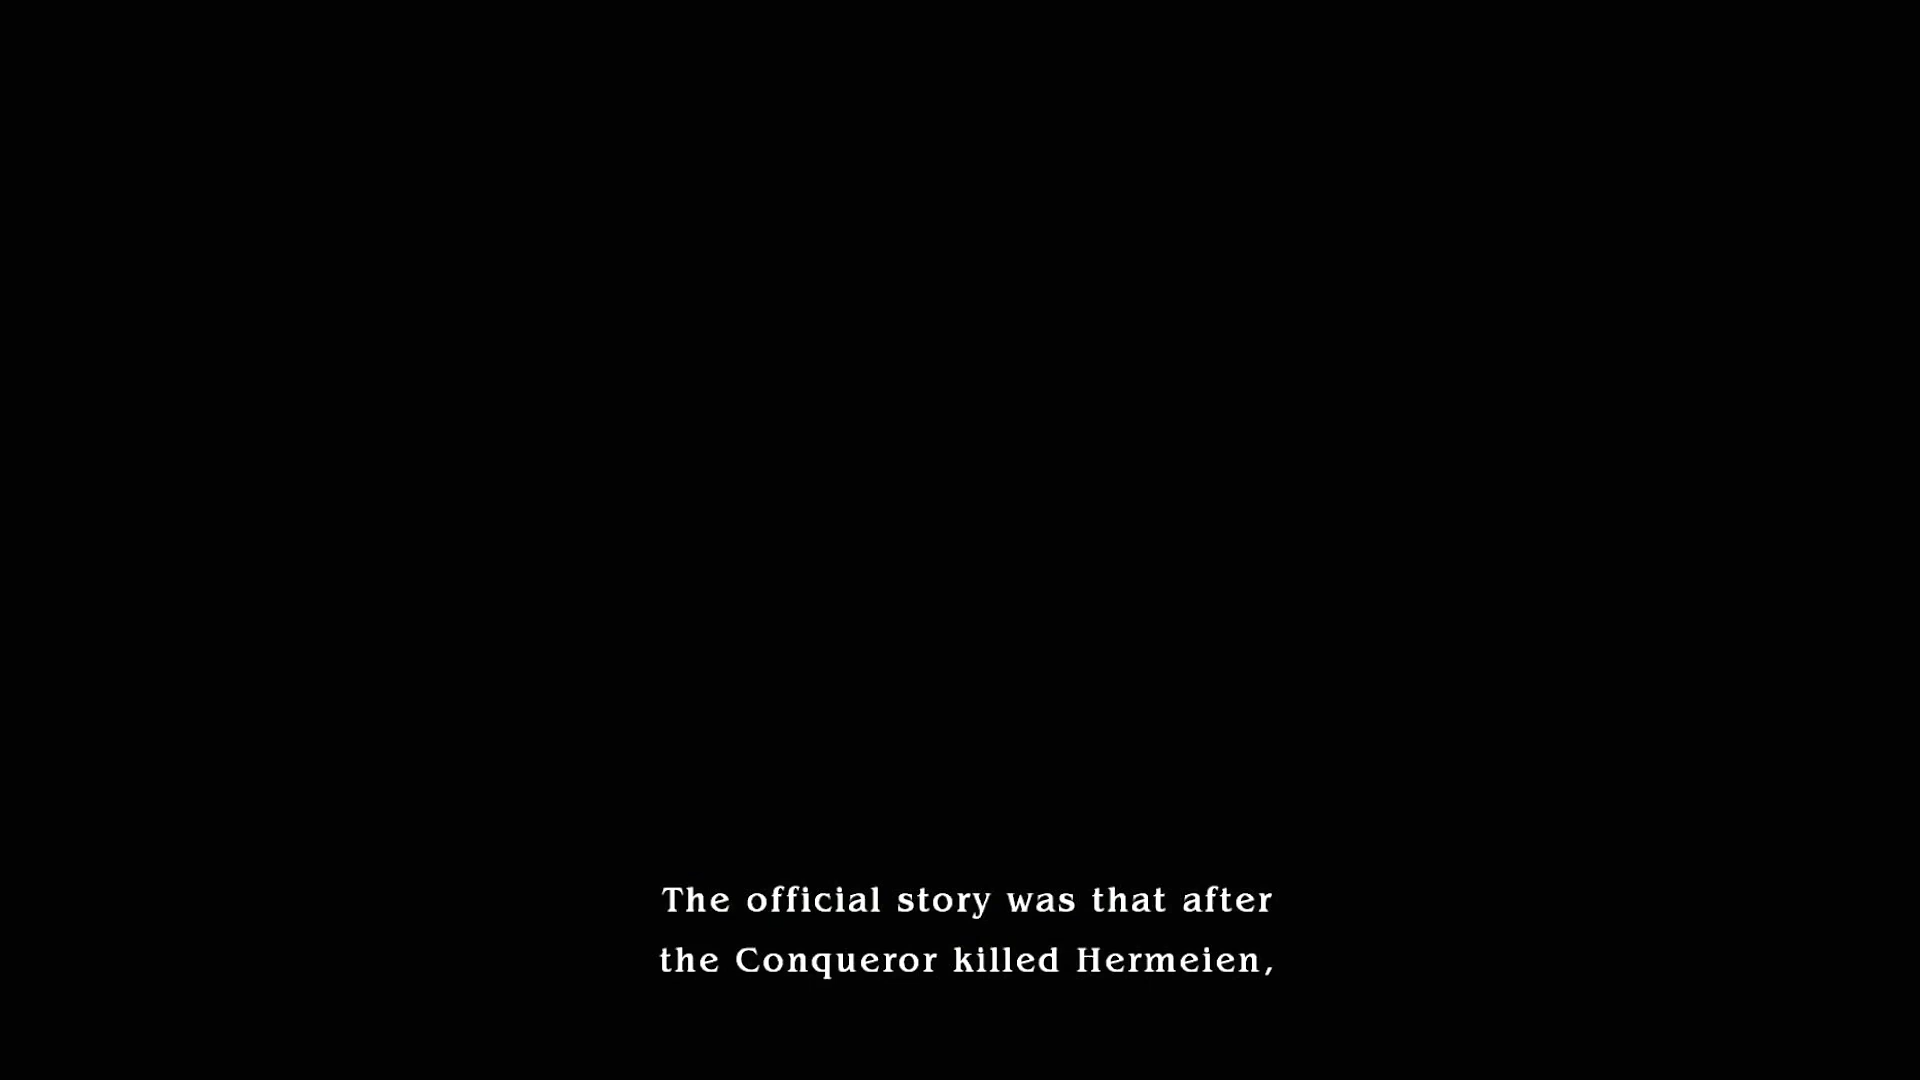 The official story was that after
the Conqueror killed Hermeien,